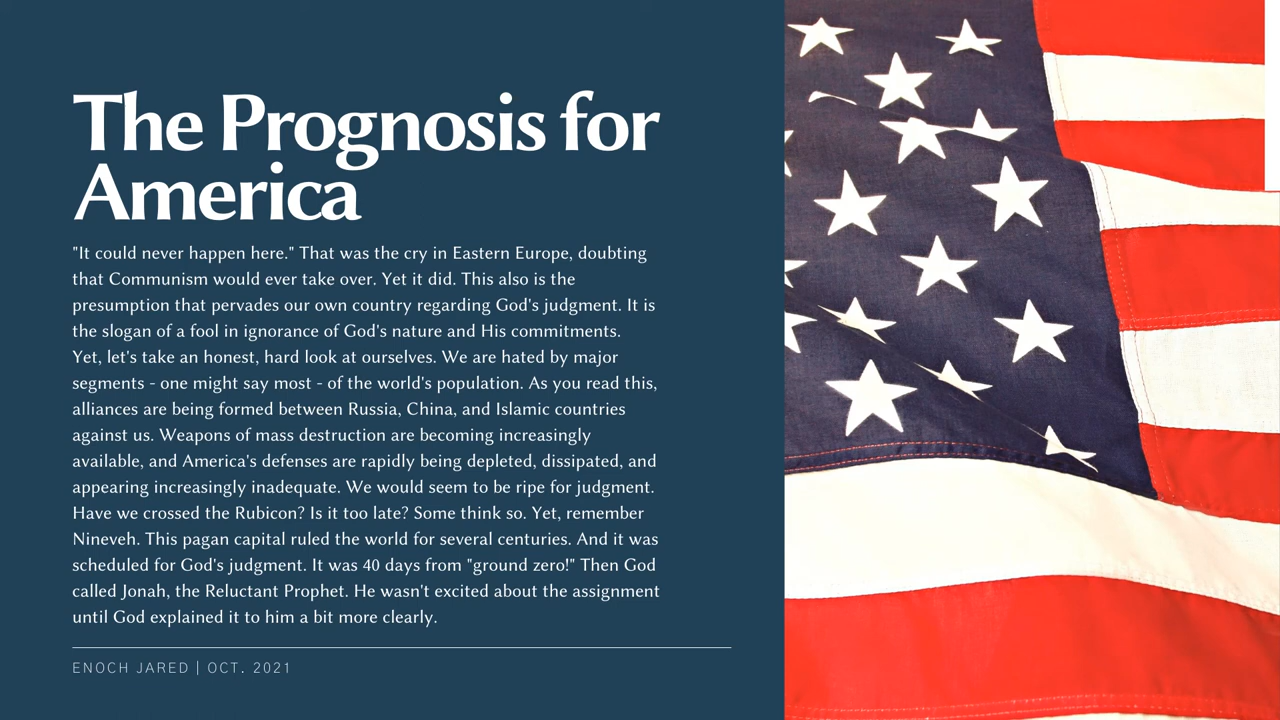 The Prognosis for
America
"It could never happen here." That was the cry in Eastern Europe, doubting
that Communism would ever take over. Yet it did. This also is the
presumption that pervades our own country regarding God's judgment. It is
the slogan of a fool in ignorance of God's nature and His commitments.
Yet, let's take an honest, hard look at ourselves. We are hated by major
segments - one might say most - of the world's population. As you read this,
alliances are being formed between Russia, China, and Islamic countries
against us. Weapons of mass destruction are becoming increasingly
available, and America's defenses are rapidly being depleted, dissipated, and
appearing increasingly inadequate. We would seem to be ripe for judgment.
Have we crossed the Rubicon? Is it too late? Some think so. Yet, remember
Nineveh. This pagan capital ruled the world for several centuries. And it was
scheduled for God's judgment. It was 40 days from "ground zero!" Then God
called Jonah, the Reluctant Prophet. He wasn't excited about the assignment
until God explained it to him a bit more clearly.
ENOCH JARED | OCT. 2021